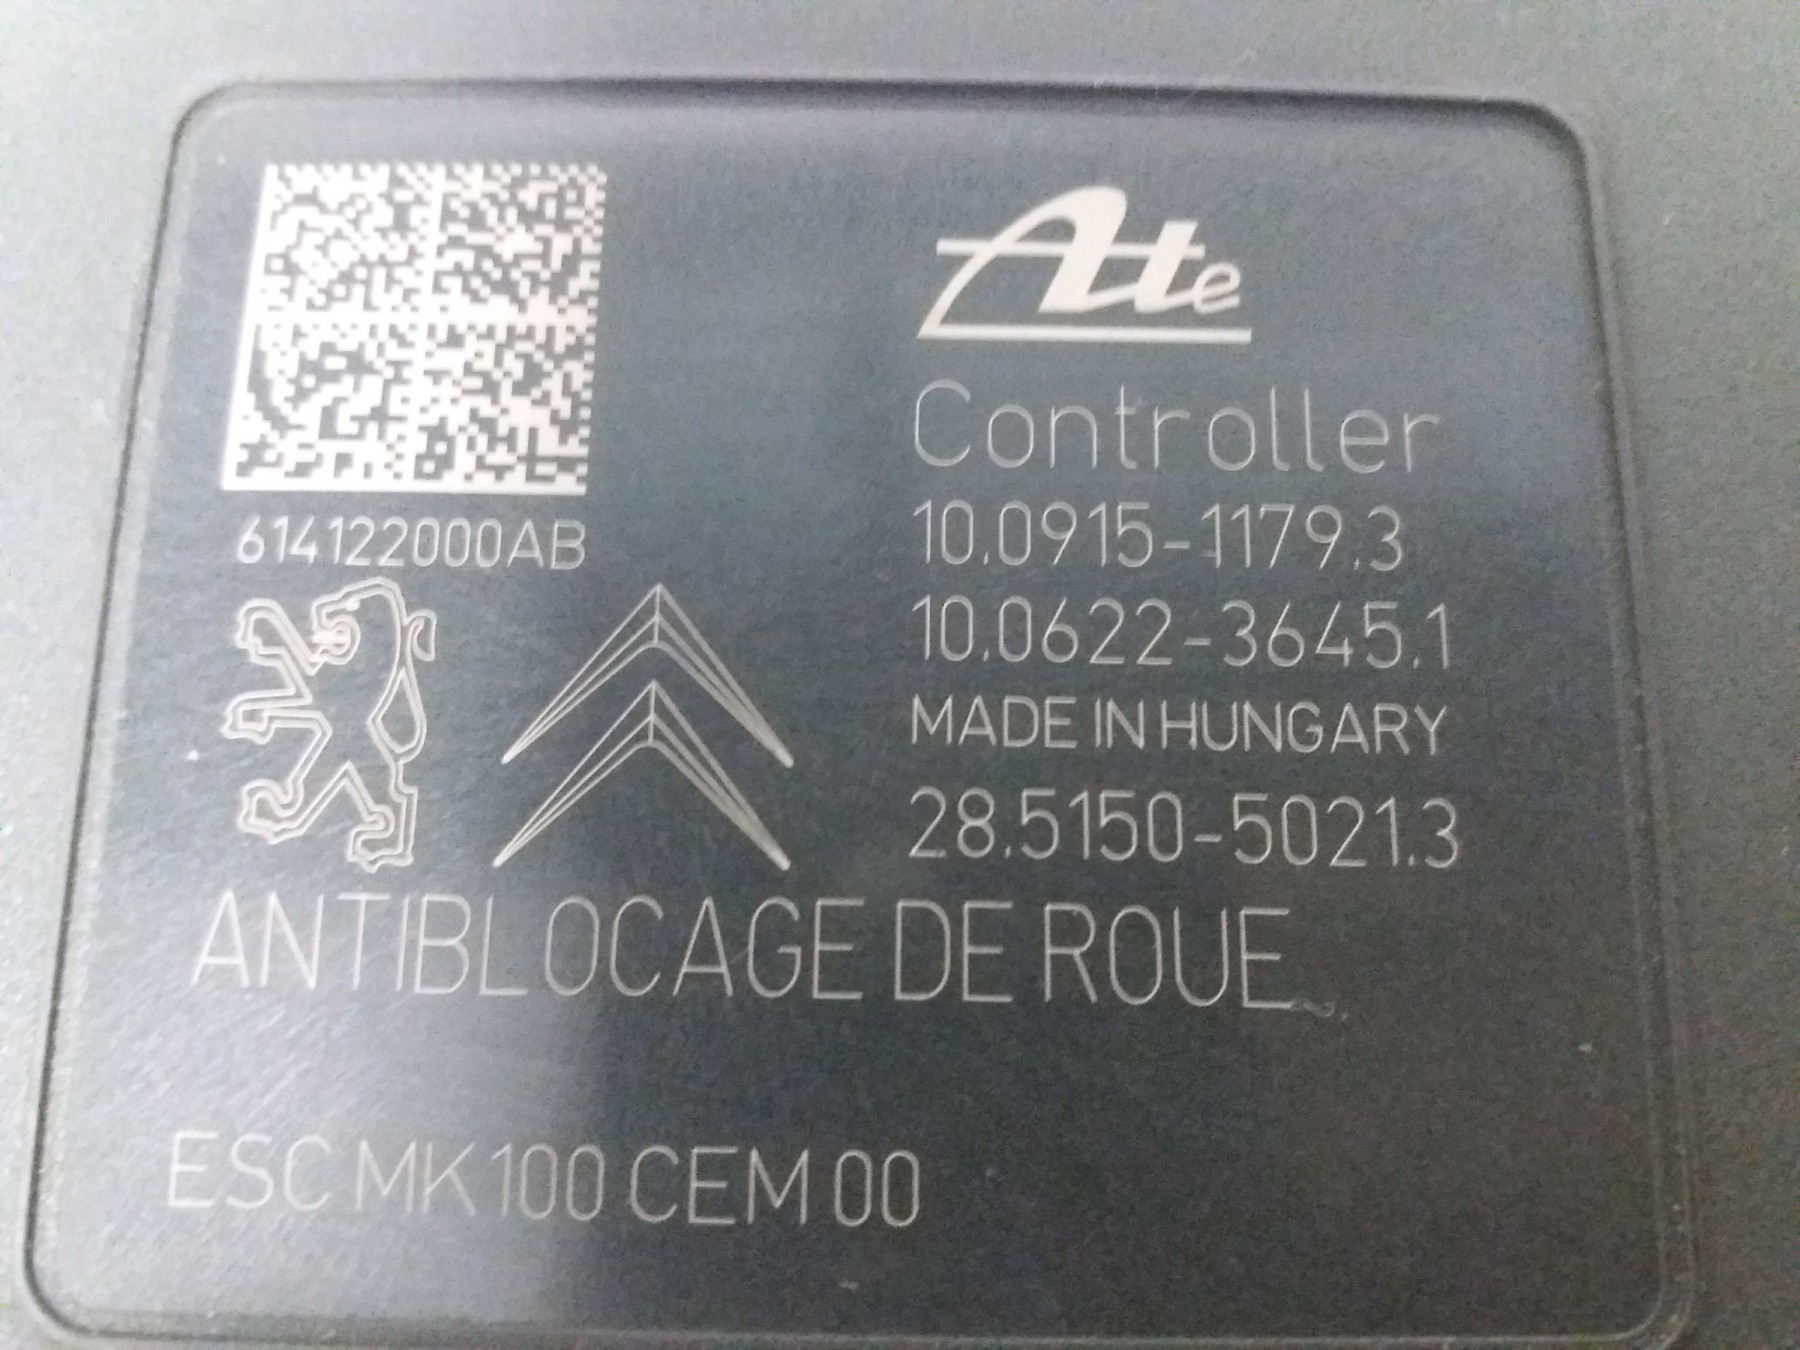 614122000AB
Ate
Controller
10.0915-1179.3
10.0622-3645.1
MADE IN HUNGARY
28.5150-5021.3
ANTIBLOCAGE DE ROUE
ESC MK100 CEM 00